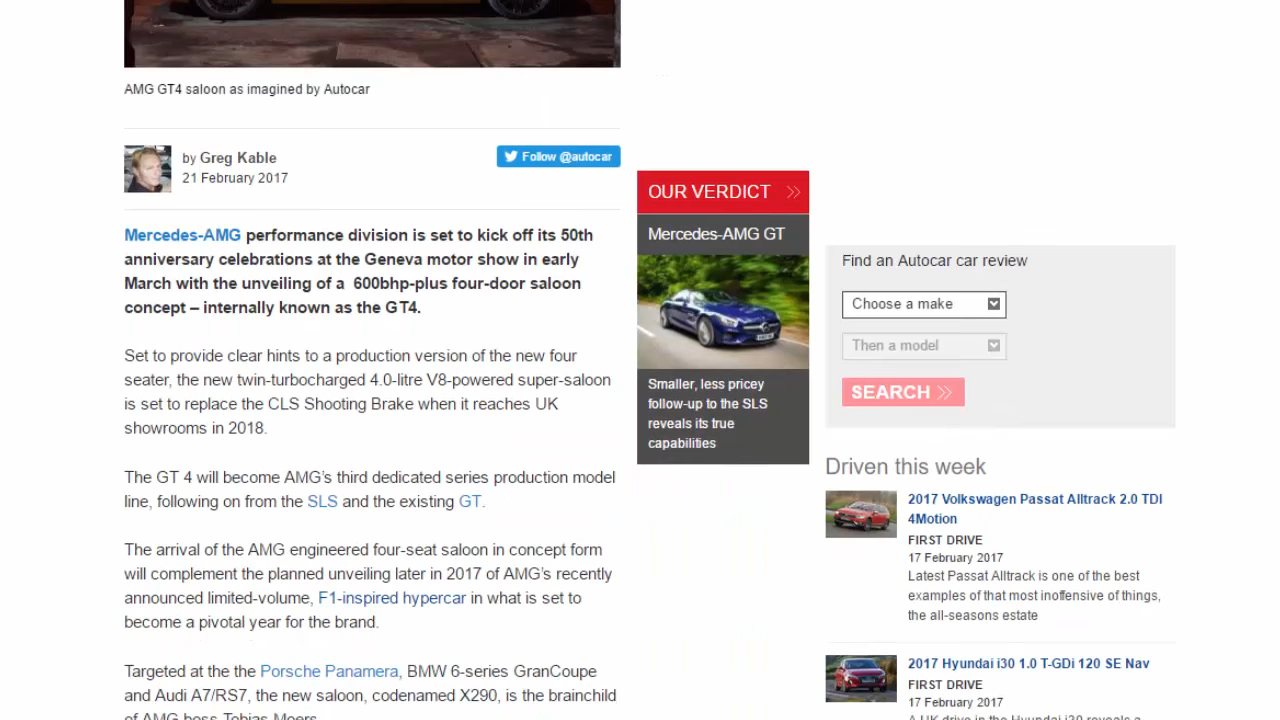 AMG GT4 saloon as imagined by Autocar
by Greg Kable
21 February 2017
Follow @autocar
Mercedes-AMG performance division is set to kick off its 50th
anniversary celebrations at the Geneva motor show in early
March with the unveiling of a 600bhp-plus four-door saloon
concept – internally known as the GT4.
Set to provide clear hints to a production version of the new four
seater, the new twin-turbocharged 4.0-litre V8-powered super-saloon
is set to replace the CLS Shooting Brake when it reaches UK
showrooms in 2018.
The GT 4 will become AMG’s third dedicated series production model
line, following on from the SLS and the existing GT.
The arrival of the AMG engineered four-seat saloon in concept form
will complement the planned unveiling later in 2017 of AMG’s recently
announced limited-volume, F1-inspired hypercar in what is set to
become a pivotal year for the brand.
Targeted at the the Porsche Panamera, BMW 6-series GranCoupe
and Audi A7/RS7, the new saloon, codenamed X290, is the brainchild
of AMG boss Tobias Moers
OUR VERDICT
Mercedes-AMG GT
Smaller, less pricey
follow-up to the SLS
reveals its true
capabilities
Find an Autocar car review
Choose a make
Then a model
SEARCH
Driven this week
2017 Volkswagen Passat Alltrack 2.0 TDI
4Motion
FIRST DRIVE
17 February 2017
Latest Passat Alltrack is one of the best
examples of that most inoffensive of things,
the all-seasons estate
2017 Hyundai i30 1.0 T-GDi 120 SE Nav
FIRST DRIVE
17 February 2017
A UK drive in the Hyundai i30 reveals a